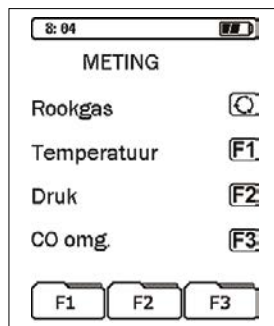 8:04
METING
Rookgas
Temperatuur F1
Druk F2
CO omg. F3
F1 F2 F3